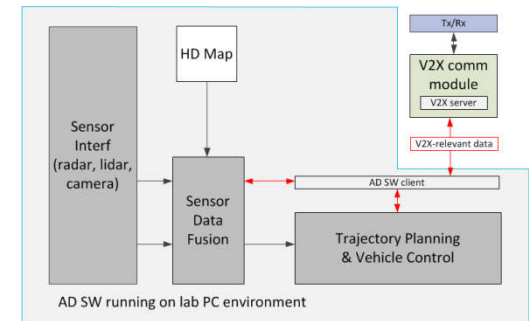 Tx/Rx
HD Map
V2X comm
module
V2X server
Sensor
Interf
(radar, lidar,
camera)
V2X-relevant data
AD SW client
Sensor
Data
Fusion
Trajectory Planning
& Vehicle Control
AD SW running on lab PC environment